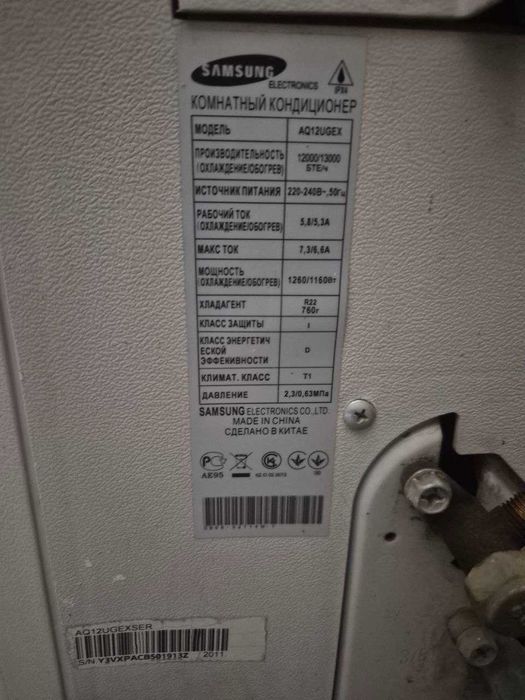 SAMSUNG
ELECTRONICS
IP24
КОМНАТНЫЙ КОНДИЦИОНЕР
МОДЕЛЬ AQ12UGEX
ПРОИЗВОДИТЕЛЬНОСТЬ (ОХЛАЖДЕНИЕ/ОБОГРЕВ) 12000/13000 БТЕ/ч
ИСТОЧНИК ПИТАНИЯ 220-240В~,50Гц
РАБОЧИЙ ТОК (ОХЛАЖДЕНИЕ/ОБОГРЕВ) 5,8/5,3А
МАКС ТОК 7,3/6,6А
МОЩНОСТЬ (ОХЛАЖДЕНИЕ/ОБОГРЕВ) 1260/1160Вт
ХЛАДАГЕНТ R22 760г
КЛАСС ЗАЩИТЫ I
КЛАСС ЭНЕРГЕТИЧ ЕСКОЙ ЭФФЕНИВНОСТИ D
КЛИМАТ. КЛАСС T1
ДАВЛЕНИЕ 2,3/0,63МПа
SAMSUNG ELECTRONICS CO.,LTD.
MADE IN CHINA
СДЕЛАНО В КИТАЕ
АЕ95
AQ12UGEXSER
S/N Y3VXPACB501913Z 2011